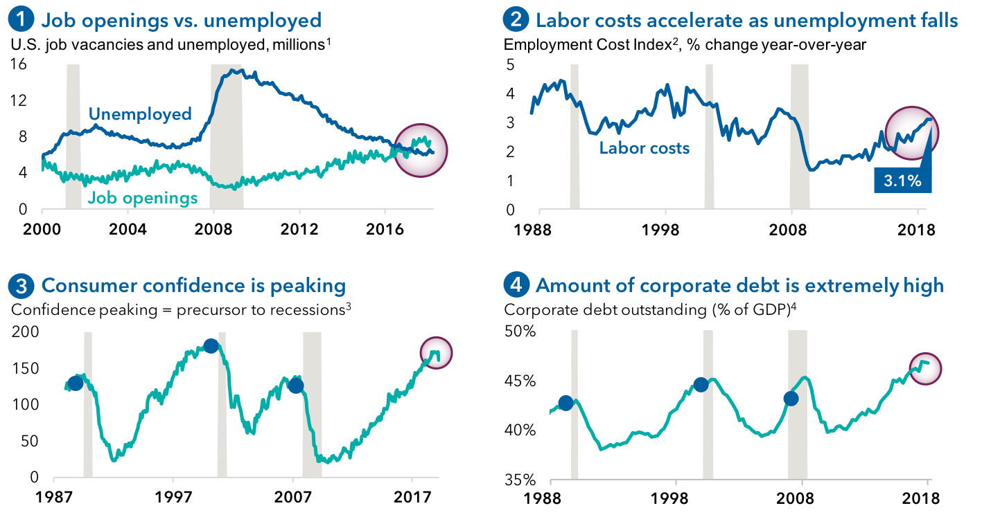 1 Job openings vs. unemployed
U.S. job vacancies and unemployed, millions¹
16
12
8
4
0
Unemployed
Job openings
2000 2004 2008 2012 2016
2 Labor costs accelerate as unemployment falls
Employment Cost Index², % change year-over-year
5
4
3
2
1
0
Labor costs
3.1%
1988 1998 2008 2018
3 Consumer confidence is peaking
Confidence peaking = precursor to recessions³
200
150
100
50
0
1987 1997 2007 2017
4 Amount of corporate debt is extremely high
Corporate debt outstanding (% of GDP)⁴
50%
45%
40%
35%
1988 1998 2008 2018